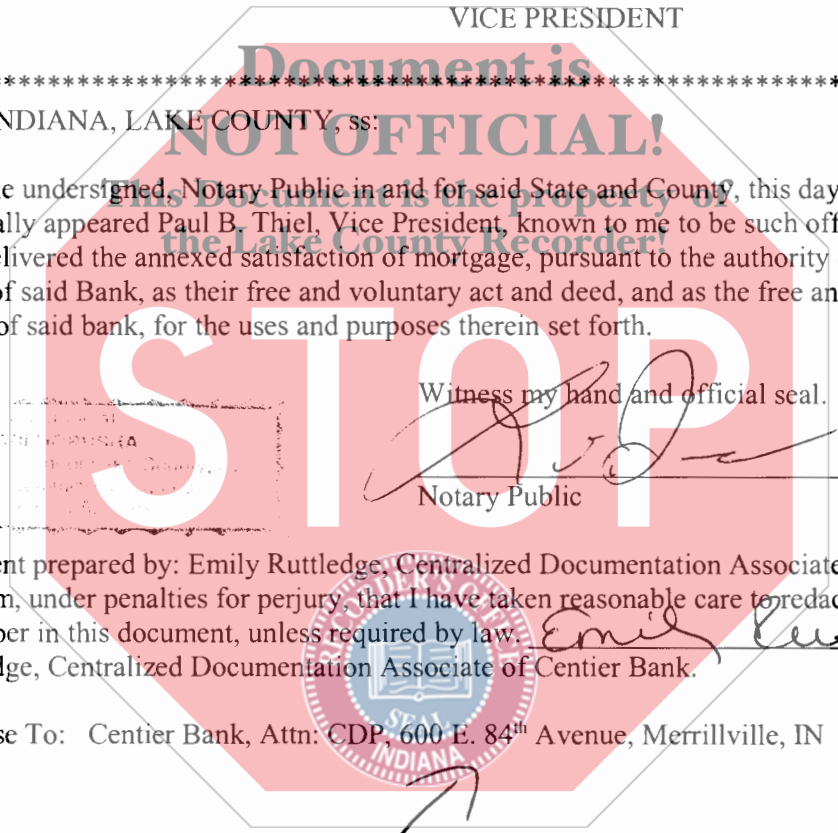 VICE PRESIDENT
Document is
************************************************************
NDIANA, LAKE COUNTY, ss:
NOT OFFICIAL!
e undersigned, Notary Public in and for said State and County, this day
This Document is the property of
ally appeared Paul B. Thiel, Vice President, known to me to be such off
the Lake County Recorder!
elivered the annexed satisfaction of mortgage, pursuant to the authority
of said Bank, as their free and voluntary act and deed, and as the free an
of said bank, for the uses and purposes therein set forth.
STOP
Witness my hand and official seal.
Notary Public
ent prepared by: Emily Ruttledge, Centralized Documentation Associate
m, under penalties for perjury, that I have taken reasonable care to redac
ber in this document, unless required by law. Emily
dge, Centralized Documentation Associate of Centier Bank.
RECORDER'S OFFICE
SEAL
INDIANA
se To: Centier Bank, Attn: CDP, 600 E. 84th Avenue, Merrillville, IN